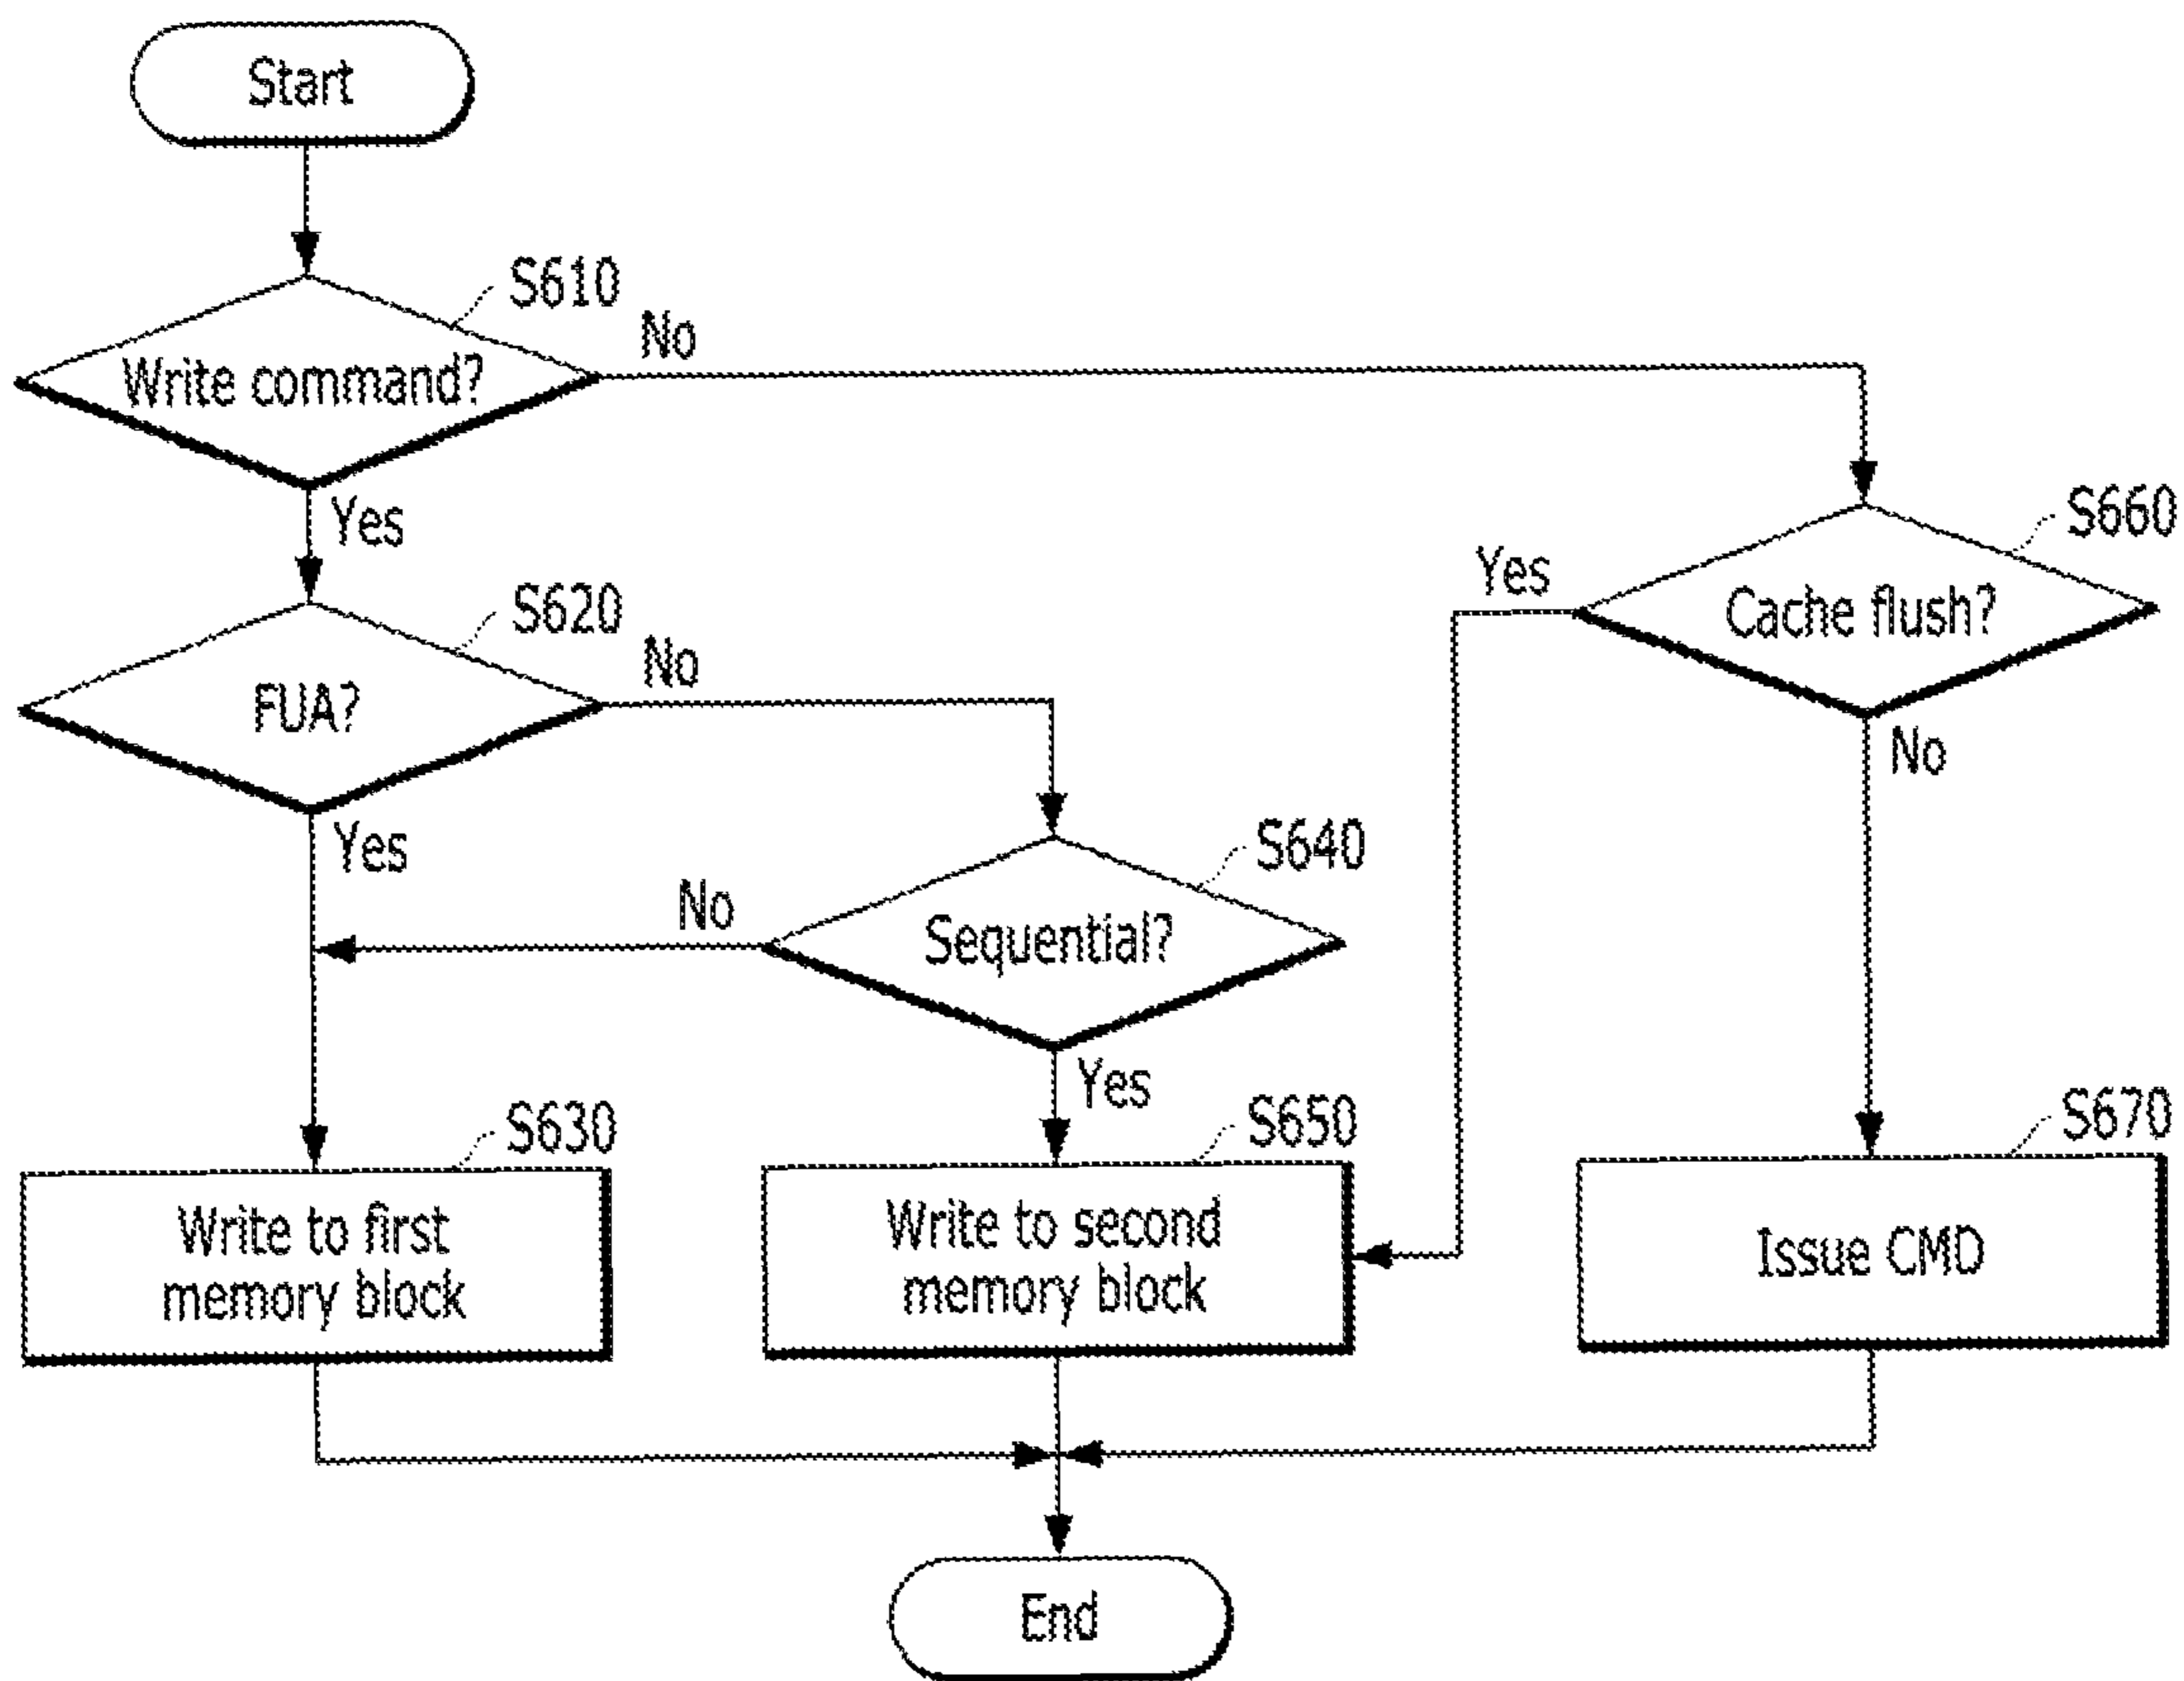 Start
S610
Write command?
No
Yes
S620
FUA?
No
Yes
S660
Cache flush?
Yes
No
S640
Sequential?
No
Yes
S630
Write to first
memory block
S650
Write to second
memory block
S670
Issue CMD
End